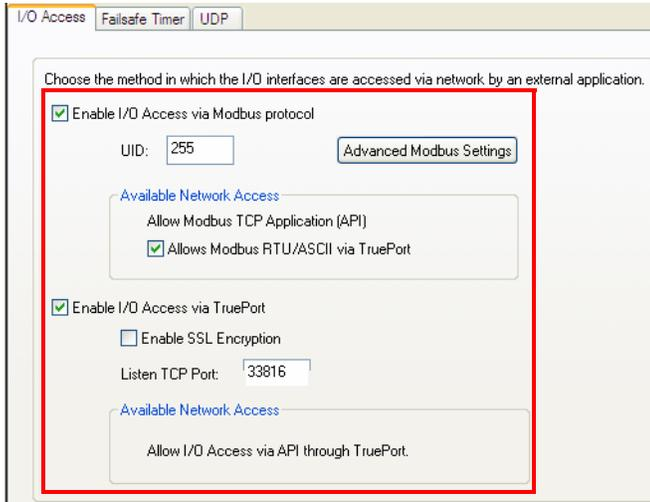 I/O Access Failsafe Timer UDP
Choose the method in which the I/O interfaces are accessed via network by an external application.
Enable I/O Access via Modbus protocol
UID: 255 Advanced Modbus Settings
Available Network Access
Allow Modbus TCP Application (API)
Allows Modbus RTU/ASCII via TruePort
Enable I/O Access via TruePort
Enable SSL Encryption
Listen TCP Port: 33816
Available Network Access
Allow I/O Access via API through TruePort.